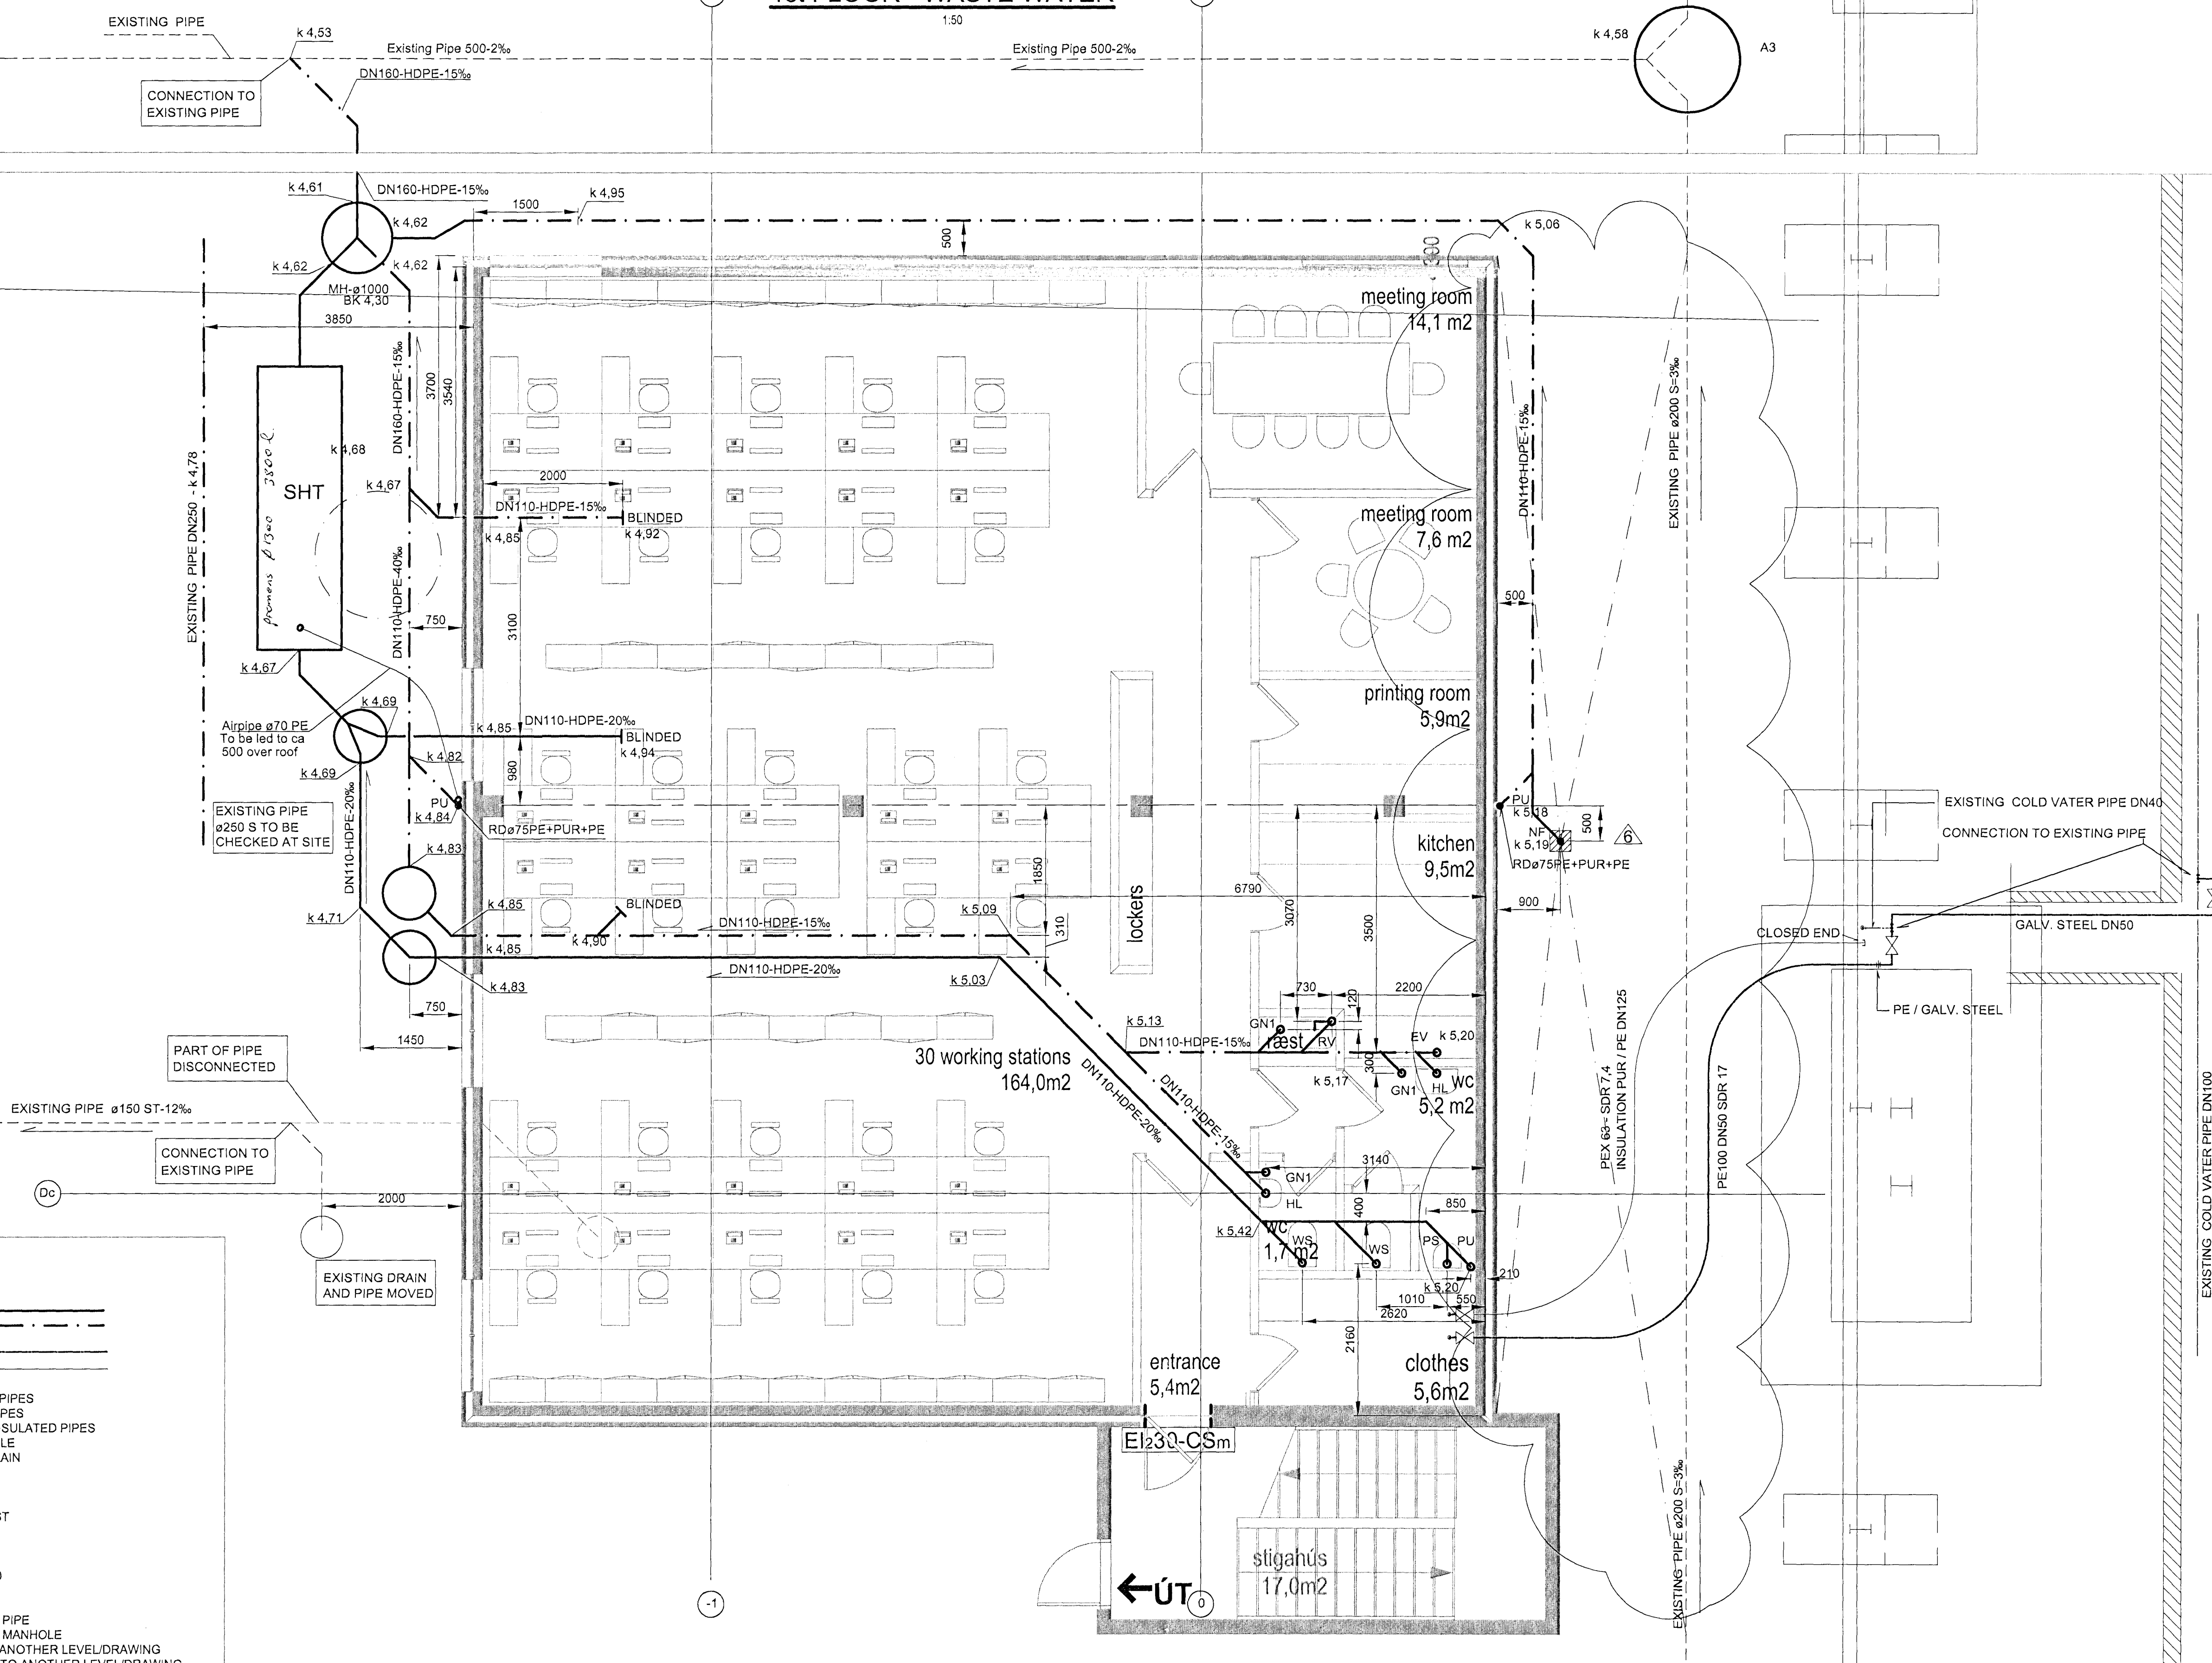 1:50
EXISTING PIPE
k 4,53
Existing Pipe 500-2‰
Existing Pipe 500-2‰
k 4,58
A3
DN160-HDPE-15‰
CONNECTION TO
EXISTING PIPE
k 4,61
DN160-HDPE-15‰
k 4,95
1500
k 4,62
k 5,06
500
k 4,62
k 4,62
MH-ø1000
BK 4,30
3850
meeting room
14,1 m2
DN160-HDPE-15‰
3700
3540
EXISTING PIPE DN250 - k 4,78
promens ø1300 3800 l.
k 4,68
SHT
k 4,67
2000
DN110-HDPE-15‰
BLINDED
k 4,85
k 4,92
meeting room
7,6 m2
DN110-HDPE-15‰
EXISTING PIPE ø200 S=3‰
DN110-HDPE-40‰
750
3100
500
k 4,67
k 4,69
Airpipe ø70 PE
To be led to ca
500 over roof
k 4,85
DN110-HDPE-20‰
BLINDED
k 4,94
printing room
5,9m2
k 4,82
980
k 4,69
EXISTING PIPE
ø250 S TO BE
CHECKED AT SITE
DN110-HDPE-20‰
PU
k 4,84
RDø75PE+PUR+PE
PU
k 5,18
500
6
NF
k 5,19
RDø75PE+PUR+PE
EXISTING COLD VATER PIPE DN40
CONNECTION TO EXISTING PIPE
kitchen
9,5m2
k 4,83
1850
6790
lockers
3070
3500
900
k 4,71
k 4,85
BLINDED
DN110-HDPE-15‰
k 4,90
k 5,09
310
CLOSED END
GALV. STEEL DN50
k 4,85
DN110-HDPE-20‰
k 5,03
k 4,83
750
730
120
2200
PE / GALV. STEEL
1450
GN1
k 5,13
DN110-HDPE-15‰
ræst
RV
EV
k 5,20
PART OF PIPE
DISCONNECTED
30 working stations
164,0m2
300
k 5,17
GN1
HL
WC
5,2 m2
DN110-HDPE-20‰
DN110-HDPE-15‰
PEX 63 - SDR 7,4
INSULATION PUR / PE DN125
PE100 DN50 SDR 17
EXISTING COLD VATER PIPE DN100
EXISTING PIPE ø150 ST-12‰
CONNECTION TO
EXISTING PIPE
3140
GN1
HL
Dc
2000
400
850
k 5,42
WC
1,7 m2
WS
WS
PS
PU
EXISTING DRAIN
AND PIPE MOVED
210
k 5,20
1010
550
2620
2160
entrance
5,4m2
clothes
5,6m2
PIPES
PES
SULATED PIPES
LE
AIN
EI230-CSm
ST
EXISTING PIPE ø200 S=3‰
stigahús
17,0m2
ÚT
-1
0
PIPE
MANHOLE
ANOTHER LEVEL/DRAWING